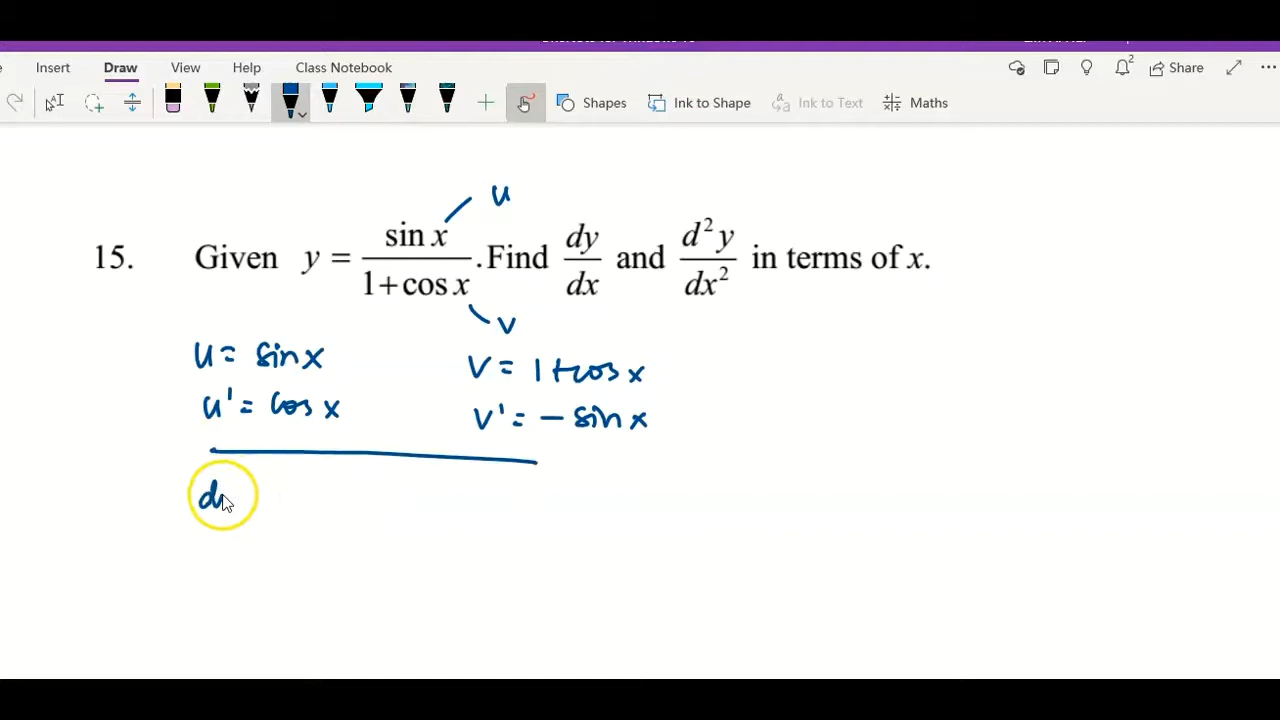 Insert Draw View Help Class Notebook 2 Share
Shapes Ink to Shape Ink to Text Maths
u
15. Given y = sin x / 1+cos x . Find dy/dx and d²y/dx² in terms of x.
v
u = sin x v = 1+cos x
u' = cos x v' = - sin x
d